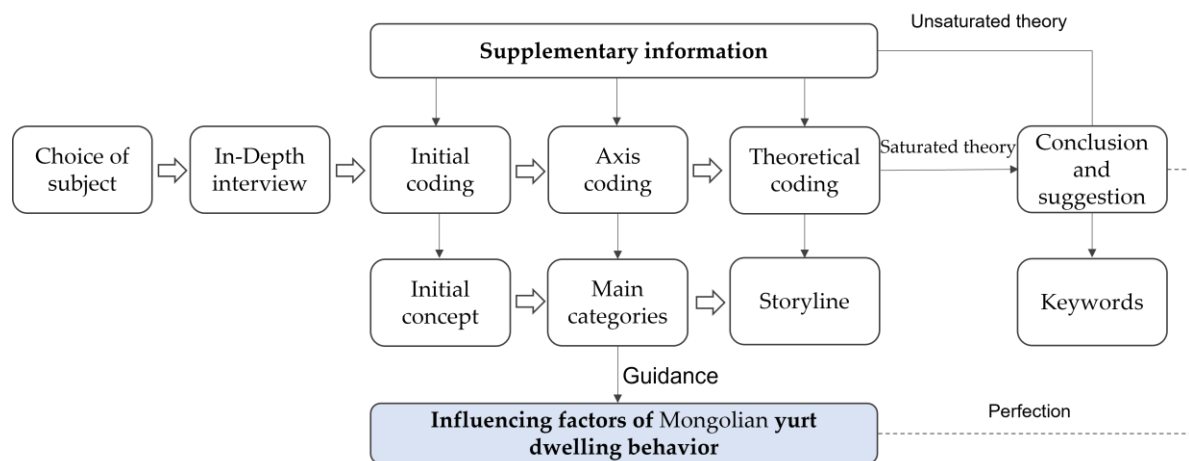 Unsaturated theory
Supplementary information
Choice of
subject
In-Depth
interview
Initial
coding
Axis
coding
Theoretical
coding
Saturated theory
Conclusion
and
suggestion
Initial
concept
Main
categories
Storyline
Keywords
Guidance
Influencing factors of Mongolian yurt
dwelling behavior
Perfection